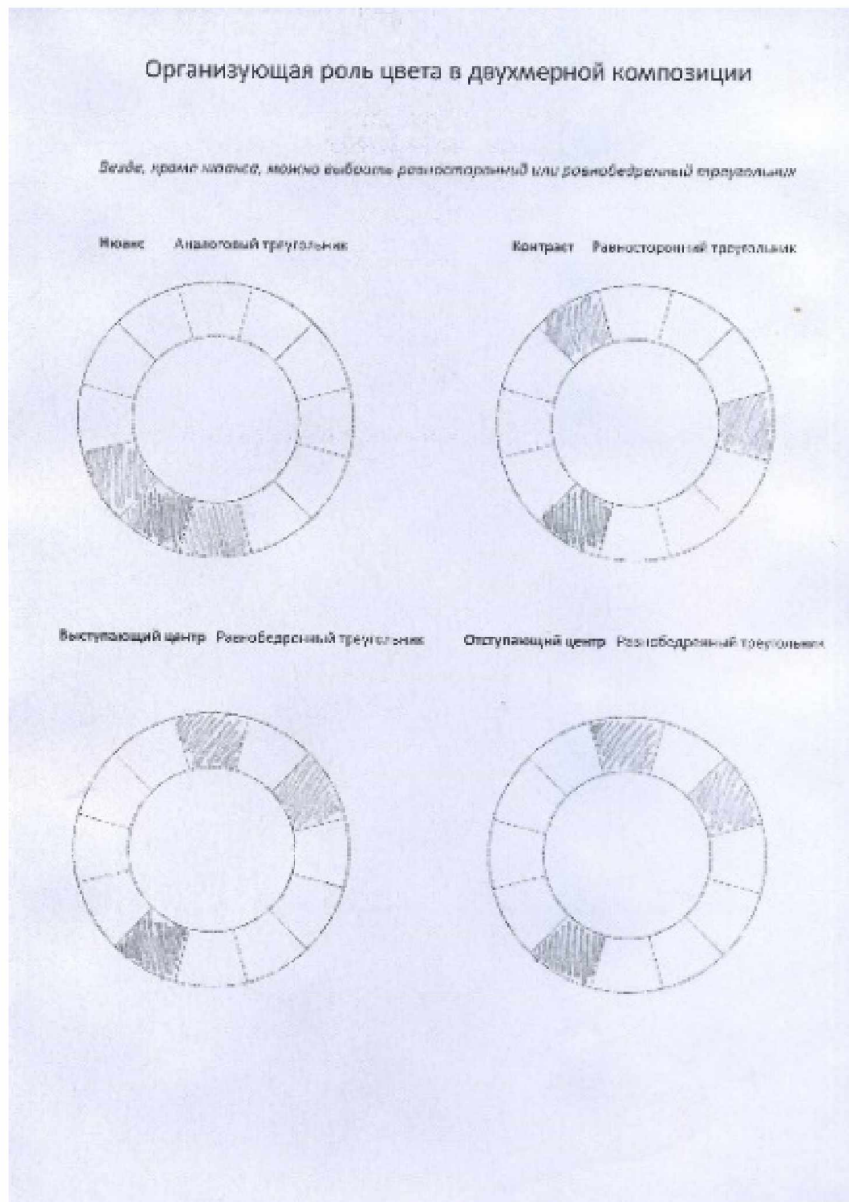 Организующая роль цвета в двухмерной композиции
Везде, кроме нюанса, можно выбрать равносторонний или равнобедренный треугольник
Нюанс Аналоговый треугольник
Контраст Равносторонний треугольник
Выступающий центр Равнобедренный треугольник
Отступающий центр Равнобедренный треугольник